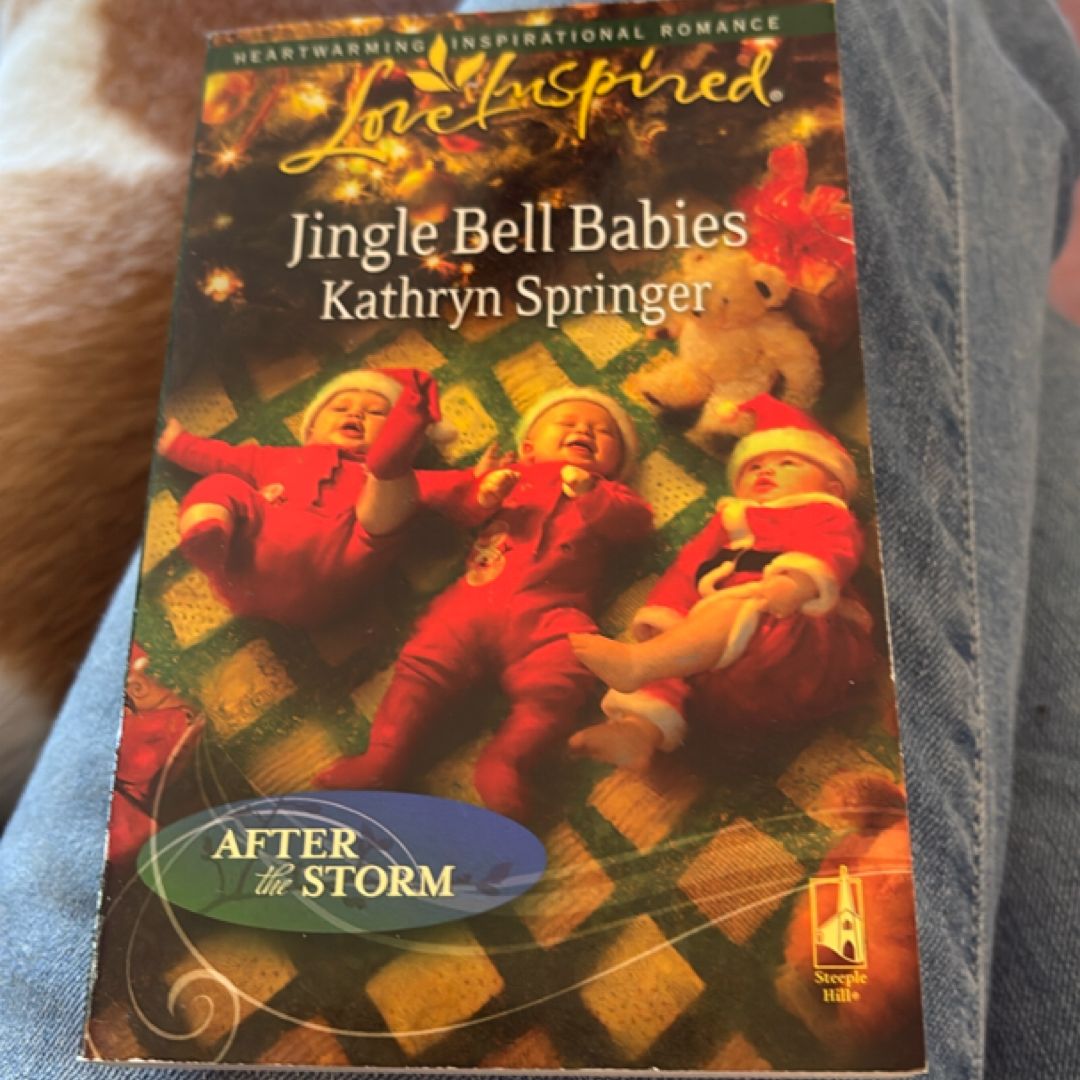 HEARTWARMING INSPIRATIONAL ROMANCE
Love Inspired®
Jingle Bell Babies
Kathryn Springer
AFTER
the STORM
Steeple
Hill®